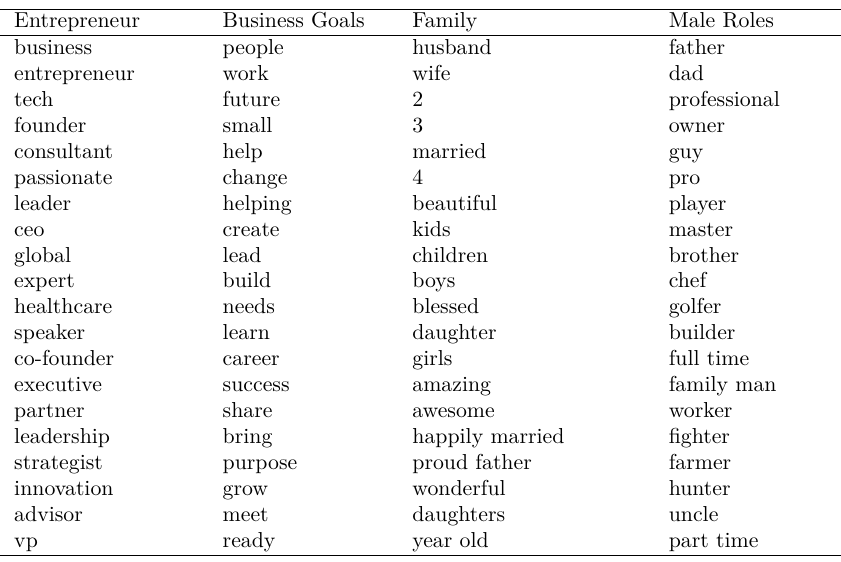 Entrepreneur Business Goals Family Male Roles
business people husband father
entrepreneur work wife dad
tech future 2 professional
founder small 3 owner
consultant help married guy
passionate change 4 pro
leader helping beautiful player
ceo create kids master
global lead children brother
expert build boys chef
healthcare needs blessed golfer
speaker learn daughter builder
co-founder career girls full time
executive success amazing family man
partner share awesome worker
leadership bring happily married fighter
strategist purpose proud father farmer
innovation grow wonderful hunter
advisor meet daughters uncle
vp ready year old part time